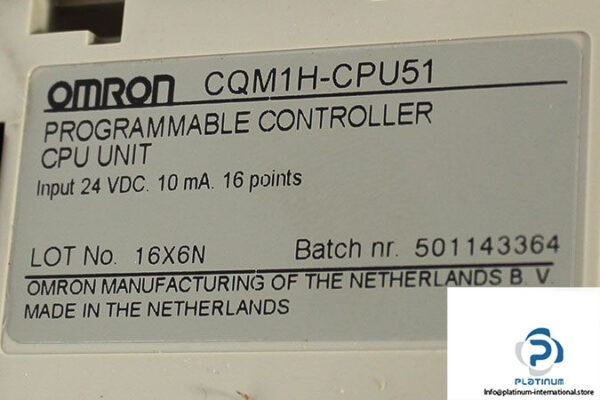 OMRON CQM1H-CPU51
PROGRAMMABLE CONTROLLER
CPU UNIT
Input 24 VDC. 10 mA. 16 points
LOT No. 16X6N Batch nr. 501143364
OMRON MANUFACTURING OF THE NETHERLANDS B. V.
MADE IN THE NETHERLANDS
PLATINUM
Info@platinum-international.store